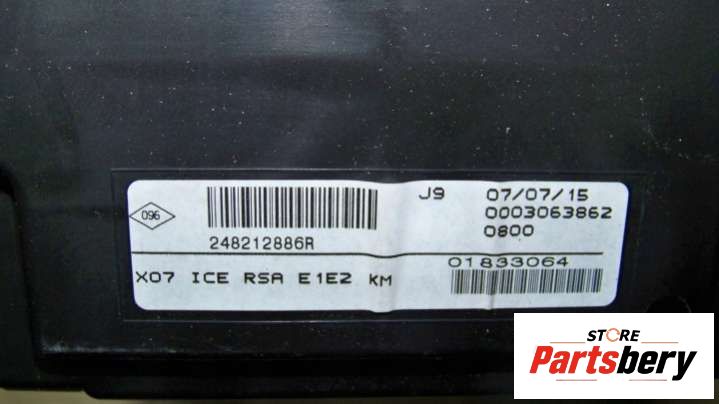 J9 07/07/15
096
0003063862
248212886R
0800
01833064
X07 ICE RSA E1E2 KM
STORE
Partsbery